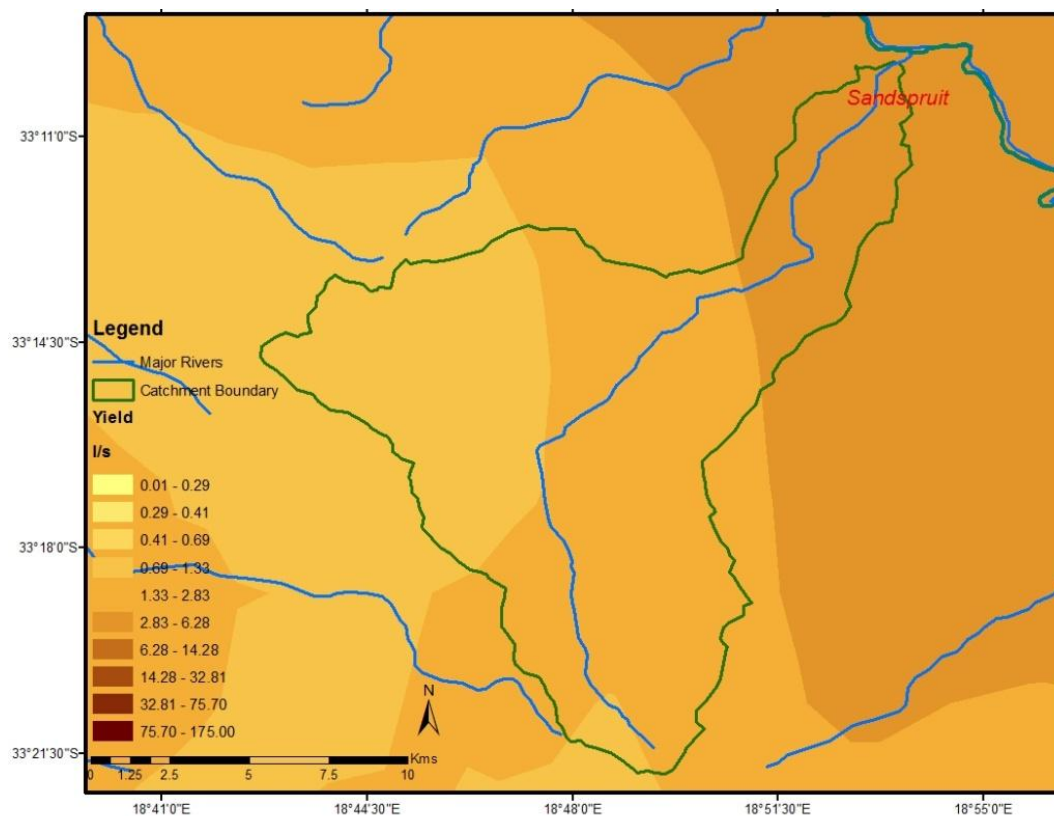 Sandspruit
33°11'0"S
33°14'30"S
33°18'0"S
33°21'30"S
Legend
Major Rivers
Catchment Boundary
Yield
l/s
0.01 - 0.29
0.29 - 0.41
0.41 - 0.69
0.69 - 1.33
1.33 - 2.83
2.83 - 6.28
6.28 - 14.28
14.28 - 32.81
32.81 - 75.70
75.70 - 175.00
N
Kms
0 1.25 2.5 5 7.5 10
18°41'0"E 18°44'30"E 18°48'0"E 18°51'30"E 18°55'0"E